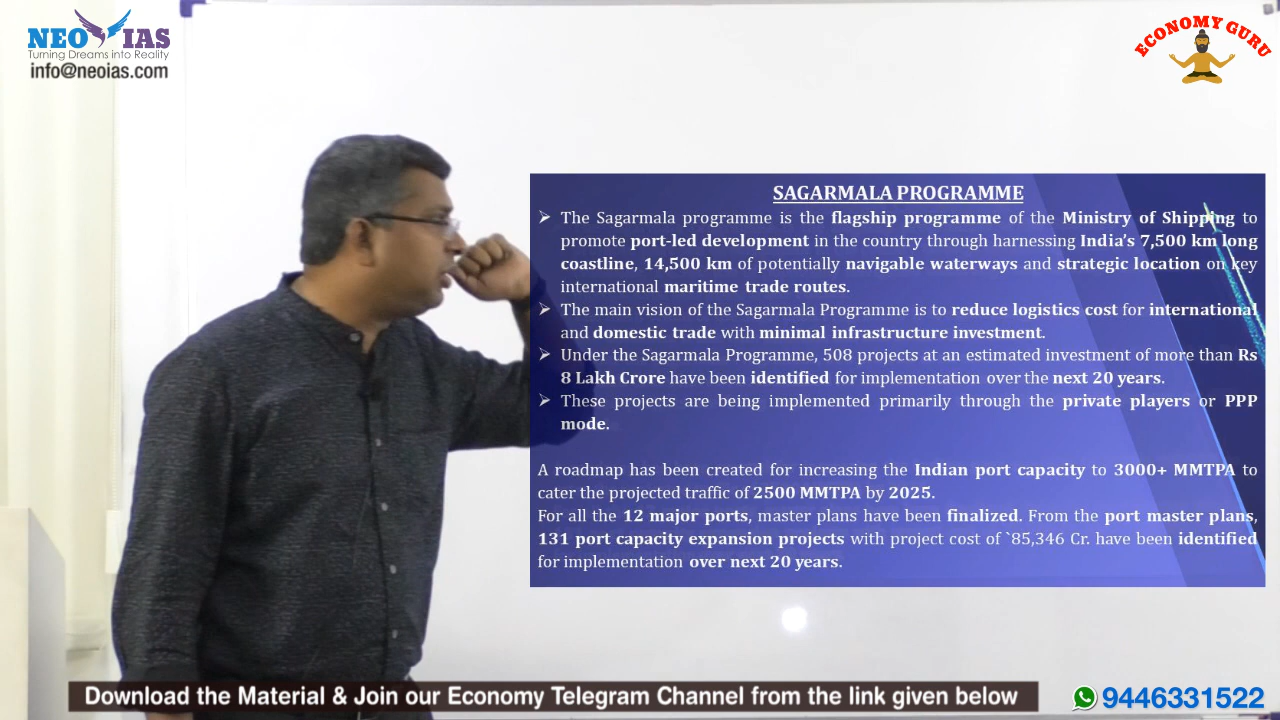 NEO IAS
Turning Dreams into Reality
info@neoias.com
ECONOMY GURU
SAGARMALA PROGRAMME
➢ The Sagarmala programme is the flagship programme of the Ministry of Shipping to
promote port-led development in the country through harnessing India's 7,500 km long
coastline, 14,500 km of potentially navigable waterways and strategic location on key
international maritime trade routes.
➢ The main vision of the Sagarmala Programme is to reduce logistics cost for international
and domestic trade with minimal infrastructure investment.
➢ Under the Sagarmala Programme, 508 projects at an estimated investment of more than Rs
8 Lakh Crore have been identified for implementation over the next 20 years.
➢ These projects are being implemented primarily through the private players or PPP
mode.
A roadmap has been created for increasing the Indian port capacity to 3000+ MMTPA to
cater the projected traffic of 2500 MMTPA by 2025.
For all the 12 major ports, master plans have been finalized. From the port master plans,
131 port capacity expansion projects with project cost of `85,346 Cr. have been identified
for implementation over next 20 years.
Download the Material & Join our Economy Telegram Channel from the link given below
9446331522